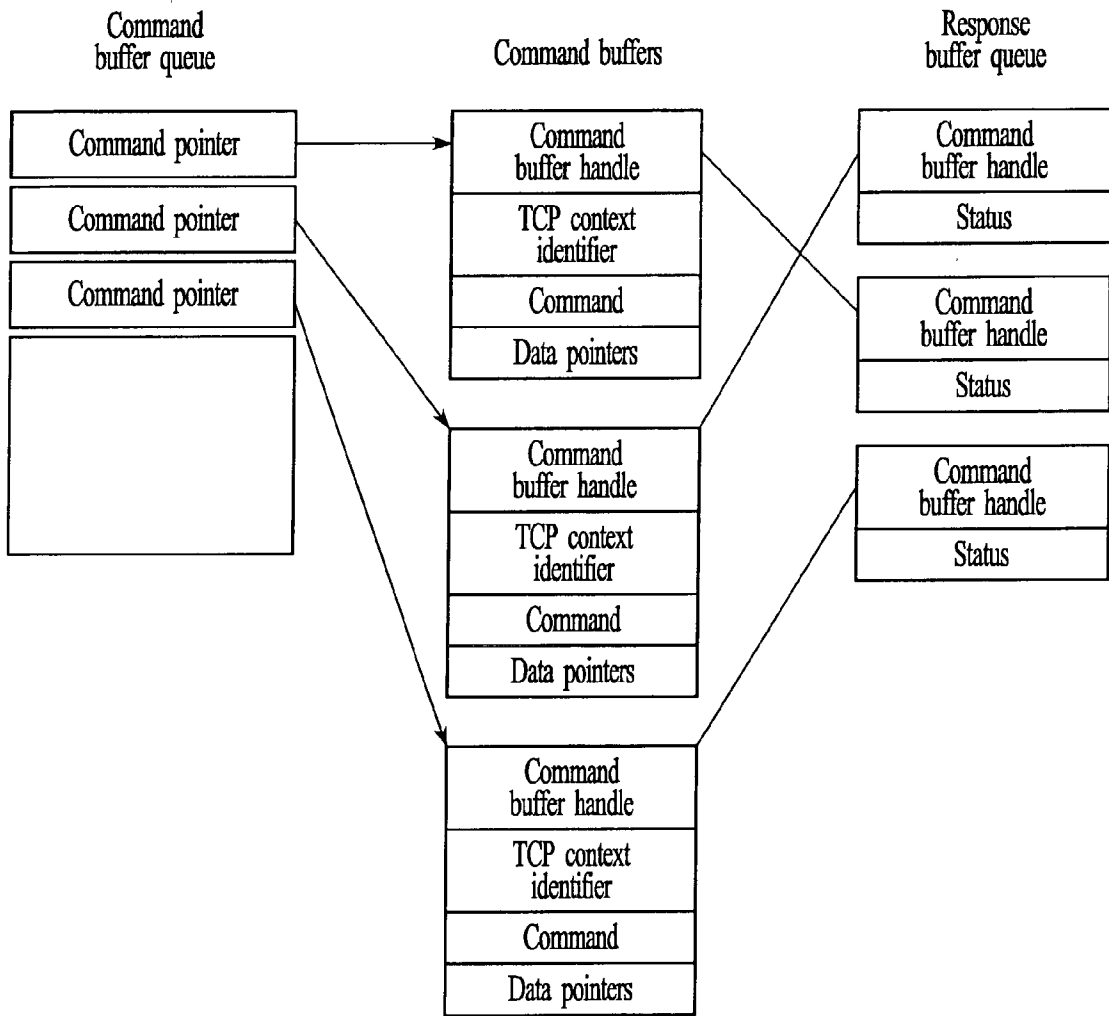 Command
buffer queue
Command buffers
Response
buffer queue
Command pointer
Command pointer
Command pointer
Command
buffer handle
TCP context
identifier
Command
Data pointers
Command
buffer handle
TCP context
identifier
Command
Data pointers
Command
buffer handle
TCP context
identifier
Command
Data pointers
Command
buffer handle
Status
Command
buffer handle
Status
Command
buffer handle
Status